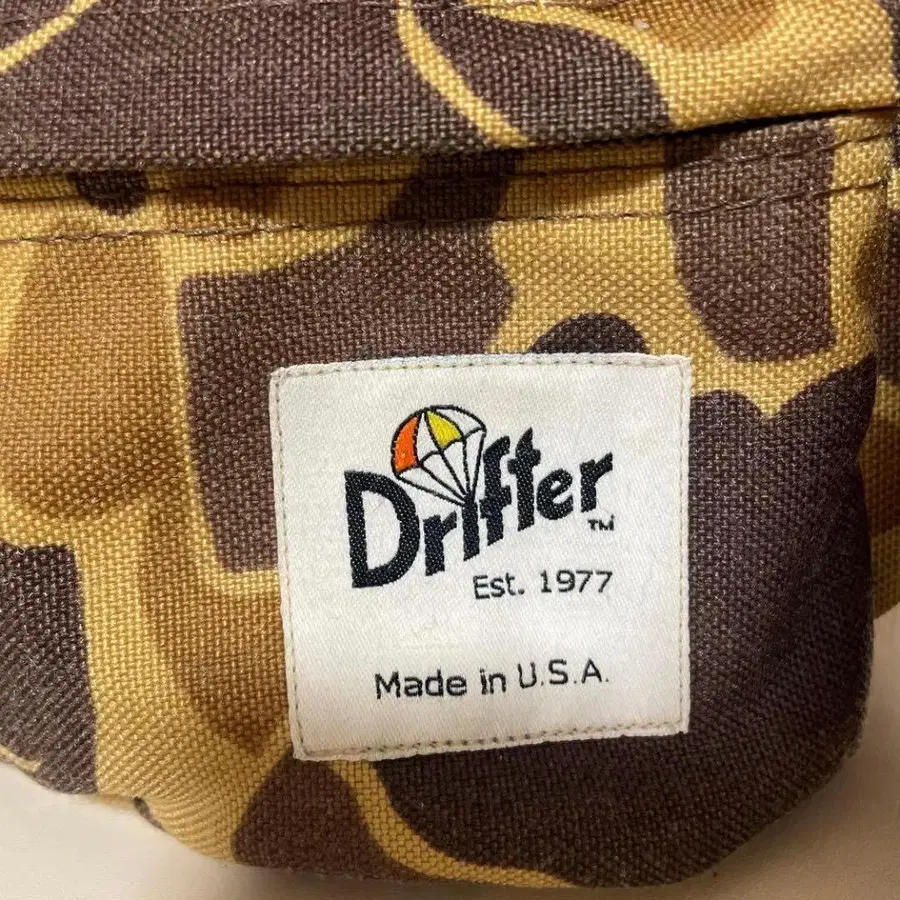 Drifter™
Est. 1977
Made in U.S.A.